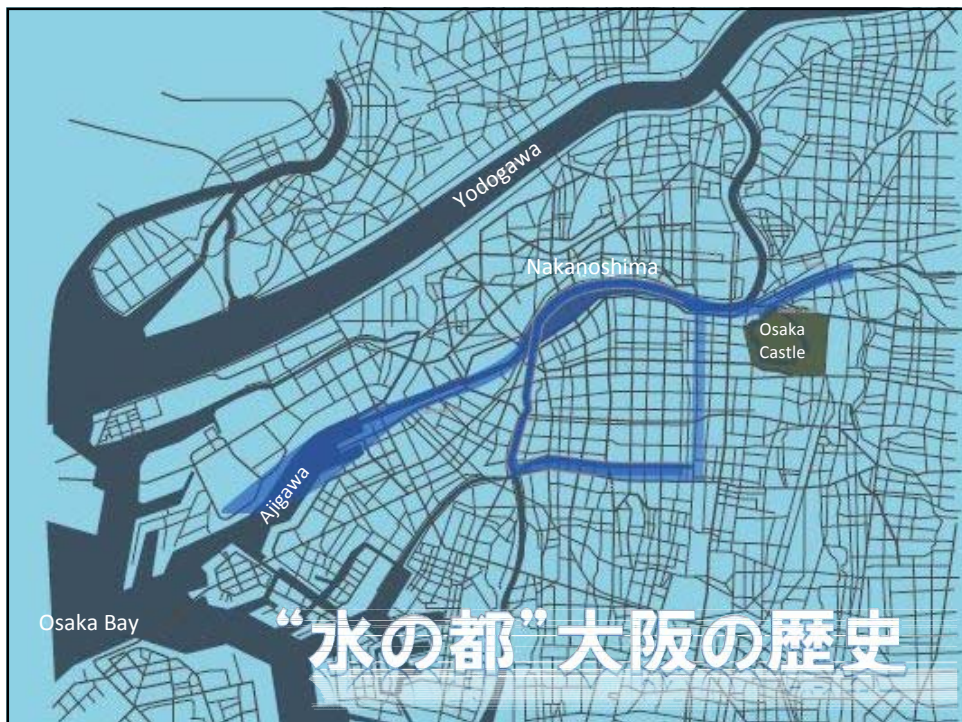 Yodogawa
Nakanoshima
Osaka
Castle
Ajigawa
Osaka Bay
“水の都”大阪の歴史